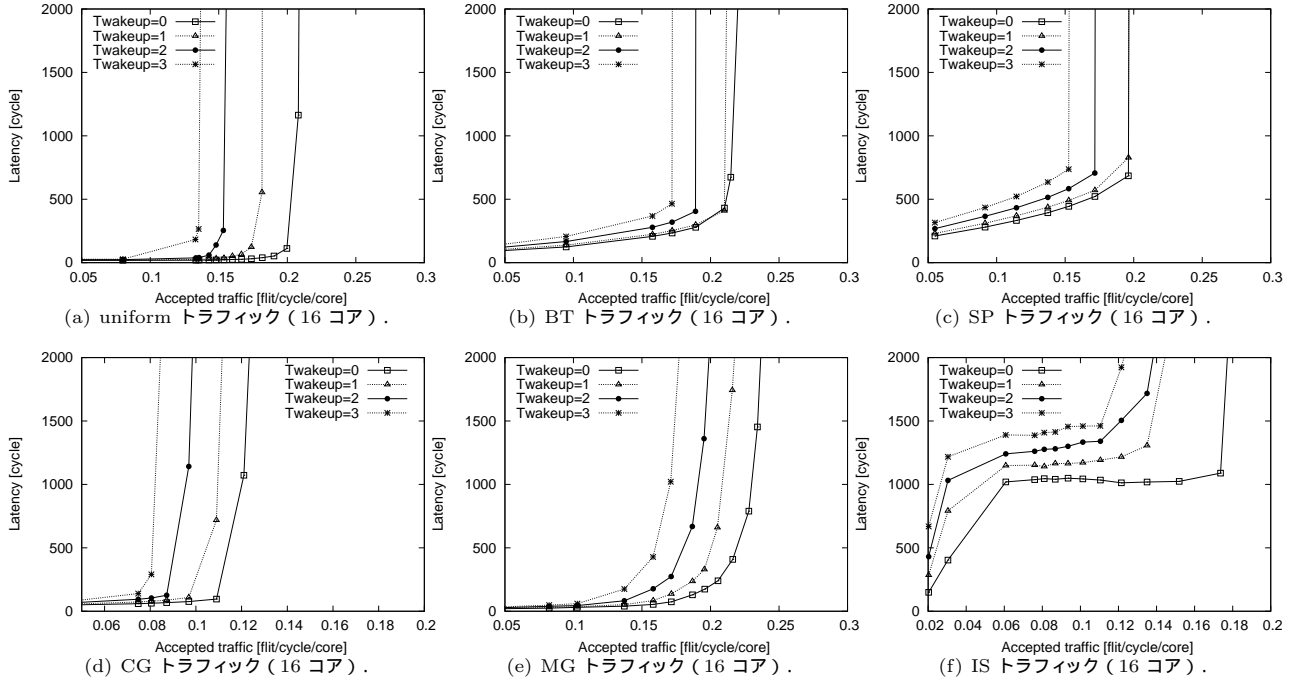 2000
1500
1000
500
0
Latency [cycle]
Twakeup=0
Twakeup=1
Twakeup=2
Twakeup=3
0.05 0.1 0.15 0.2 0.25 0.3
Accepted traffic [flit/cycle/core]
(a) uniform トラフィック ( 16 コア ) .
2000
1500
1000
500
0
Latency [cycle]
Twakeup=0
Twakeup=1
Twakeup=2
Twakeup=3
0.05 0.1 0.15 0.2 0.25 0.3
Accepted traffic [flit/cycle/core]
(b) BT トラフィック ( 16 コア ) .
2000
1500
1000
500
0
Latency [cycle]
Twakeup=0
Twakeup=1
Twakeup=2
Twakeup=3
0.05 0.1 0.15 0.2 0.25 0.3
Accepted traffic [flit/cycle/core]
(c) SP トラフィック ( 16 コア ) .
2000
1500
1000
500
0
Latency [cycle]
Twakeup=0
Twakeup=1
Twakeup=2
Twakeup=3
0.06 0.08 0.1 0.12 0.14 0.16 0.18 0.2
Accepted traffic [flit/cycle/core]
(d) CG トラフィック ( 16 コア ) .
2000
1500
1000
500
0
Latency [cycle]
Twakeup=0
Twakeup=1
Twakeup=2
Twakeup=3
0.05 0.1 0.15 0.2 0.25 0.3
Accepted traffic [flit/cycle/core]
(e) MG トラフィック ( 16 コア ) .
2000
1500
1000
500
0
Latency [cycle]
Twakeup=0
Twakeup=1
Twakeup=2
Twakeup=3
0.02 0.04 0.06 0.08 0.1 0.12 0.14 0.16 0.18 0.2
Accepted traffic [flit/cycle/core]
(f) IS トラフィック ( 16 コア ) .